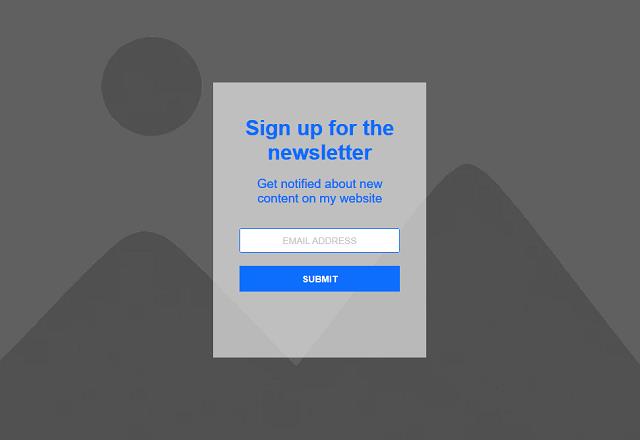 Sign up for the
newsletter
Get notified about new
content on my website
EMAIL ADDRESS
SUBMIT